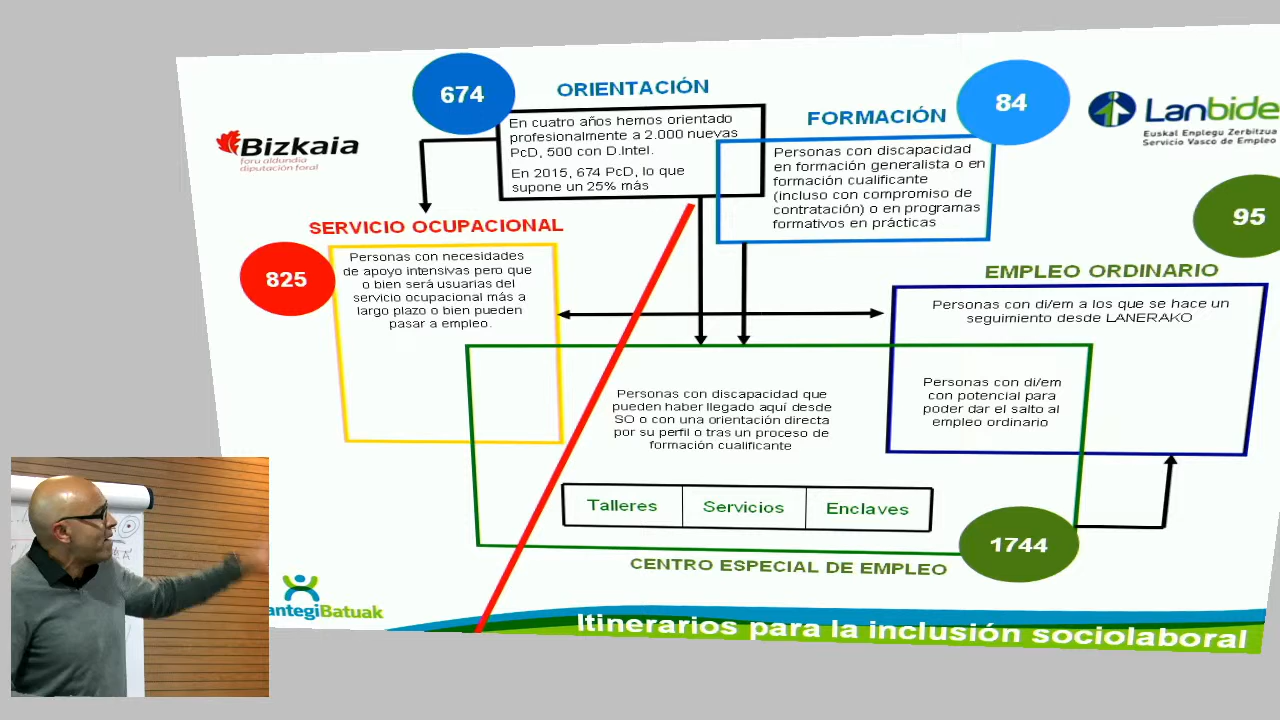 674
ORIENTACIÓN
En cuatro años hemos orientado
profesionalmente a 2.000 nuevas
PcD, 500 con D.Intel.
En 2015, 674 PcD, lo que
supone un 25% más
FORMACIÓN
84
Personas con discapacidad
en formación generalista o en
formación cualificante
(incluso con compromiso de
contratación) o en programas
formativos en prácticas
Lanbide
Euskal Enplegu Zerbitzua
Servicio Vasco de Empleo
Bizkaia
foru aldundia
diputación foral
SERVICIO OCUPACIONAL
825
Personas con necesidades
de apoyo intensivas pero que
o bien será usuarias del
servicio ocupacional más a
largo plazo o bien pueden
pasar a empleo.
95
EMPLEO ORDINARIO
Personas con di/em a los que se hace un
seguimiento desde LANERAKO
Personas con di/em
con potencial para
poder dar el salto al
empleo ordinario
Personas con discapacidad que
pueden haber llegado aquí desde
SO o con una orientación directa
por su perfil o tras un proceso de
formación cualificante
Talleres Servicios Enclaves
1744
CENTRO ESPECIAL DE EMPLEO
antegiBatuak
Itinerarios para la inclusión sociolaboral